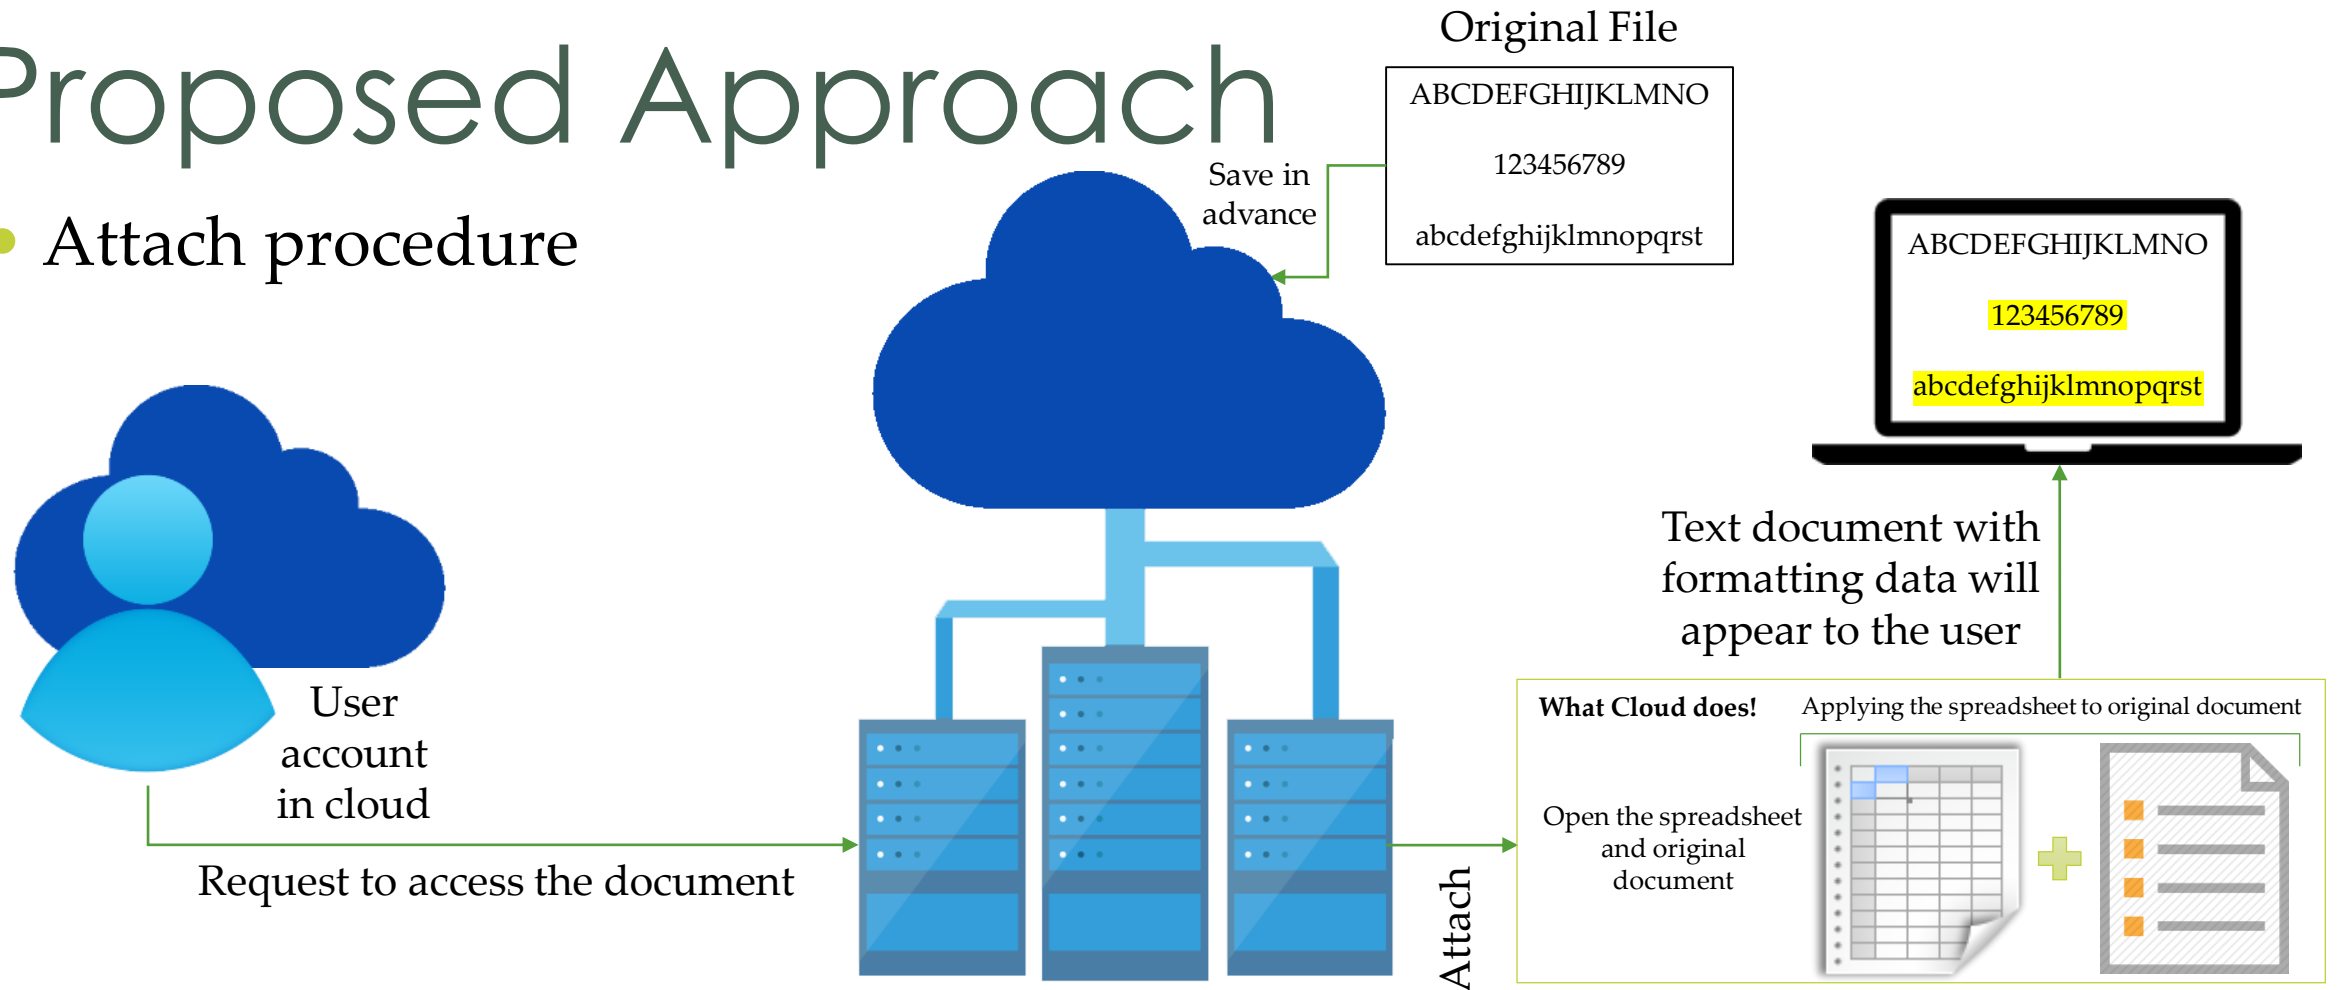 Proposed Approach
• Attach procedure
Original File
ABCDEFGHIJKLMNO
123456789
abcdefghijklmnopqrst
Save in
advance
ABCDEFGHIJKLMNO
123456789
abcdefghijklmnopqrst
User
account
in cloud
Request to access the document
Attach
Text document with
formatting data will
appear to the user
What Cloud does!
Applying the spreadsheet to original document
Open the spreadsheet
and original
document